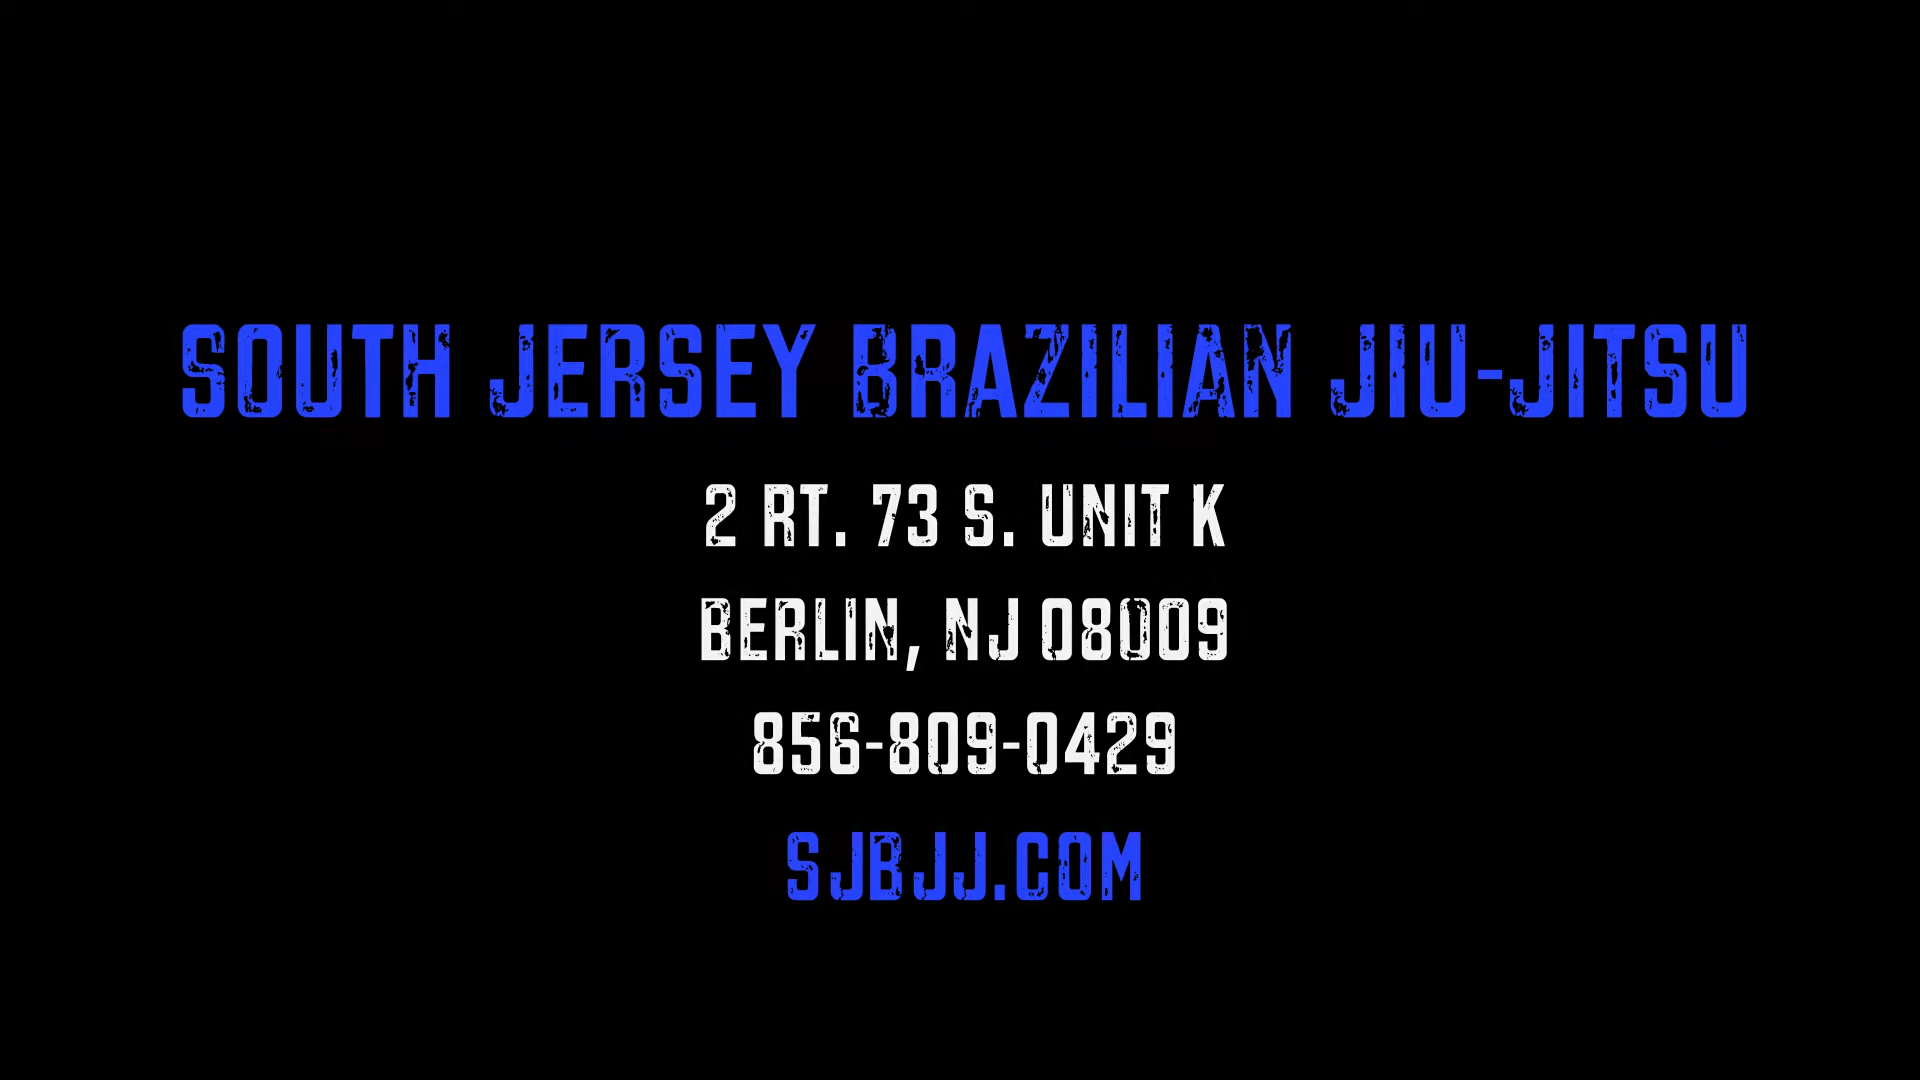 SOUTH JERSEY BRAZILIAN JIU-JITSU
2 RT. 73 S. UNIT K
BERLIN, NJ 08009
856-809-0429
SJBJJ.COM